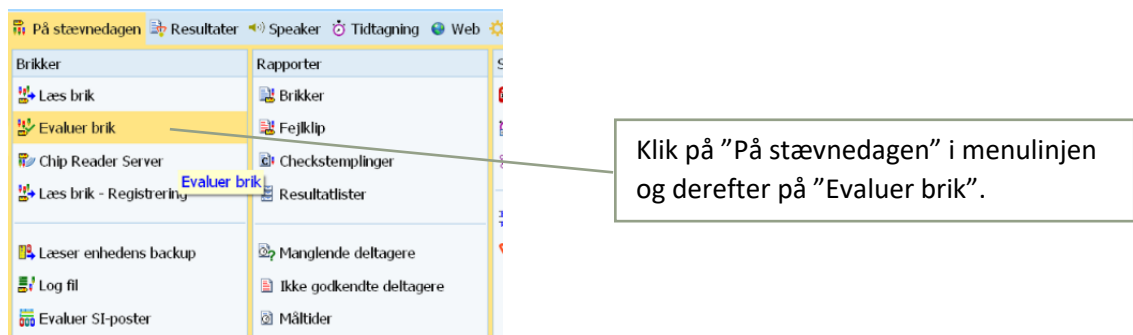 På stævnedagen Resultater Speaker Tidtagning Web
Brikker
Læs brik
Evaluer brik
Chip Reader Server
Evaluer brik
Læs brik - Registrering
Læser enhedens backup
Log fil
Evaluer SI-poster
Rapporter
Brikker
Fejlklip
Checkstemplinger
Resultatlister
Manglende deltagere
Ikke godkendte deltagere
Måltider
Klik på ”På stævnedagen” i menulinjen
og derefter på ”Evaluer brik”.